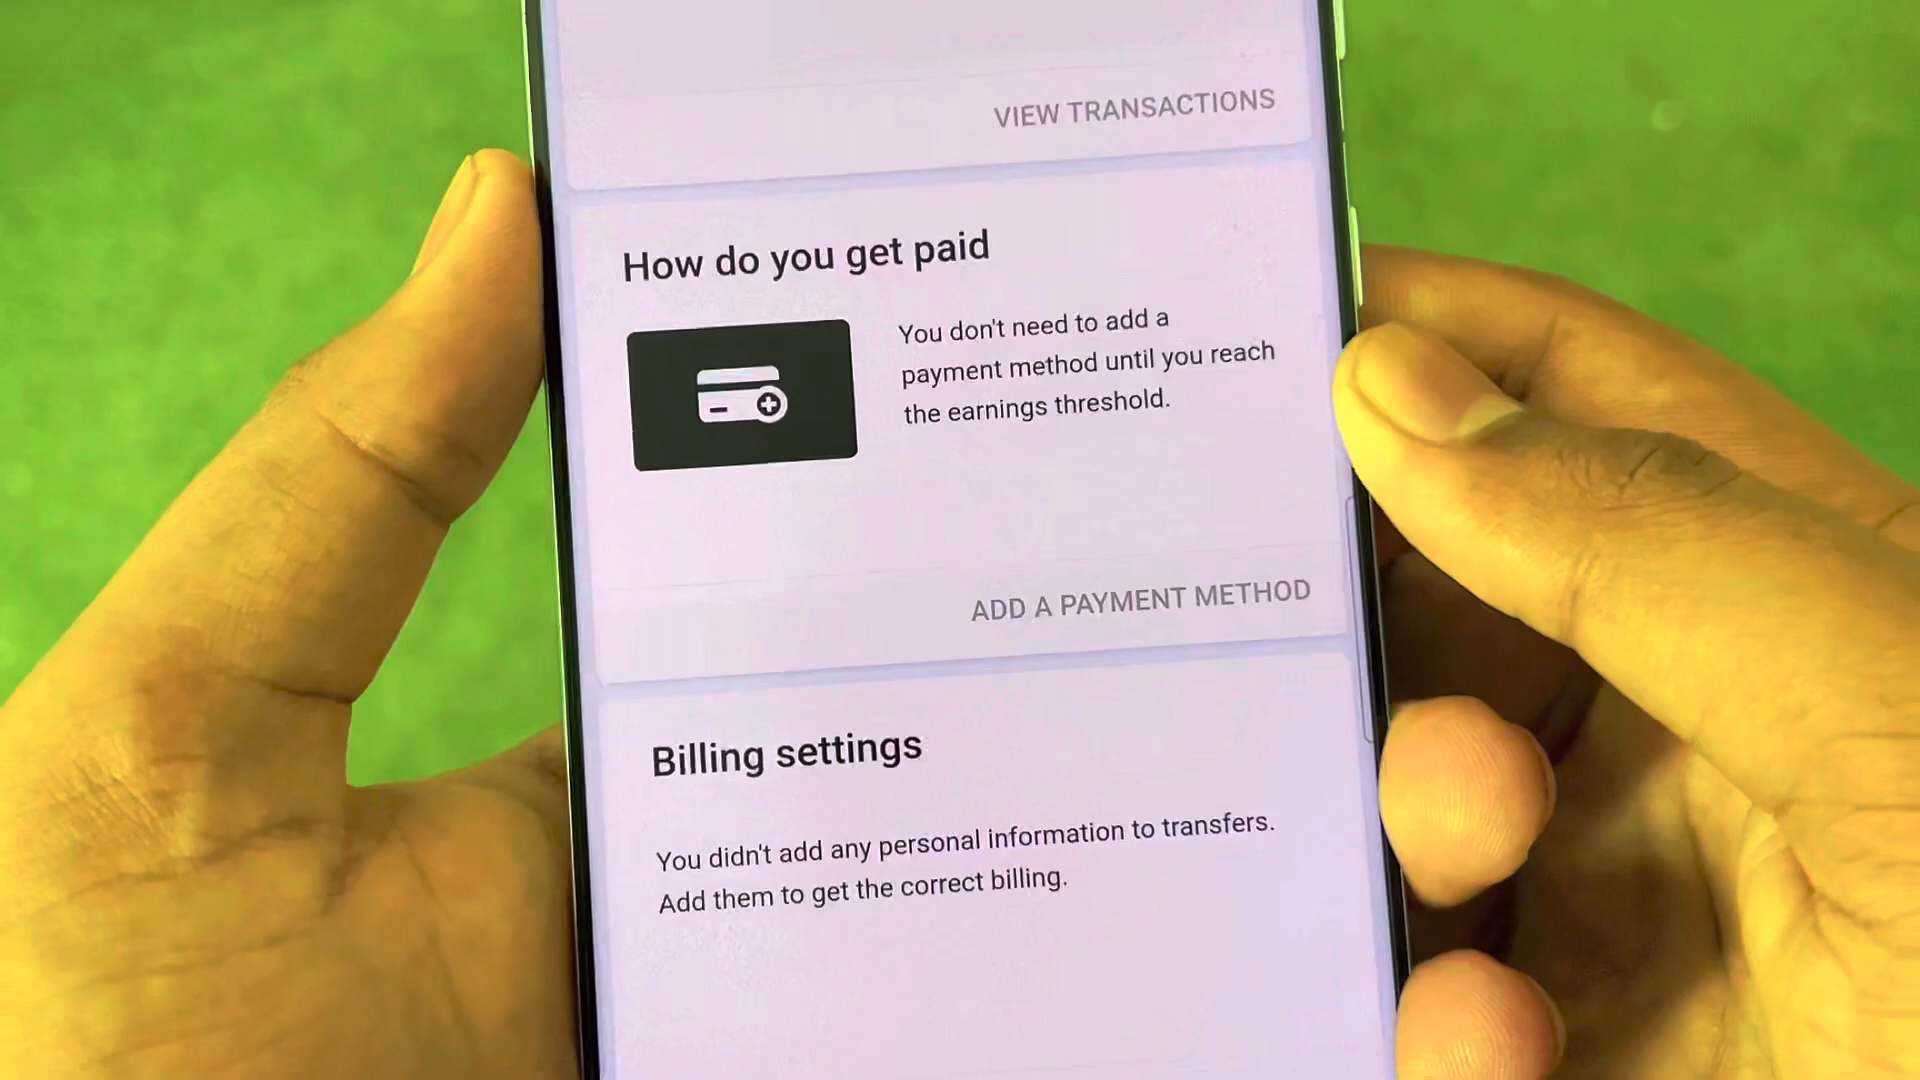 VIEW TRANSACTIONS
How do you get paid
You don't need to add a
payment method until you reach
the earnings threshold.
ADD A PAYMENT METHOD
Billing settings
You didn't add any personal information to transfers.
Add them to get the correct billing.